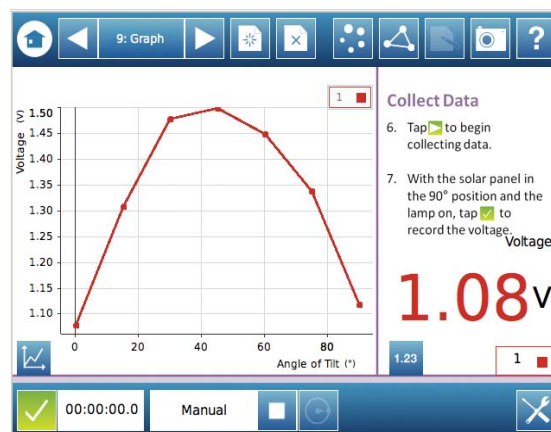 9: Graph
?
1
1.50
1.45
1.40
1.35
1.30
1.25
1.20
1.15
1.10
Voltage (V)
0
20
40
60
80
Angle of Tilt (°)
Collect Data
6. Tap to begin
collecting data.
7. With the solar panel in
the 90° position and the
lamp on, tap to
record the voltage.
Voltage
1.08 V
1.23
1
00:00:00.0
Manual